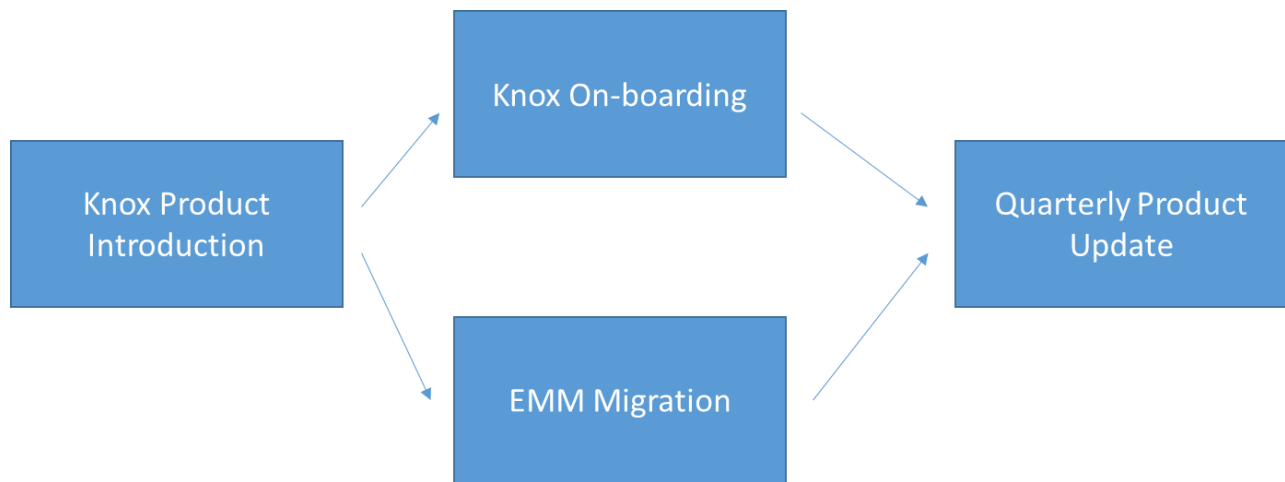 Knox On-boarding
Knox Product
Introduction
Quarterly Product
Update
EMM Migration